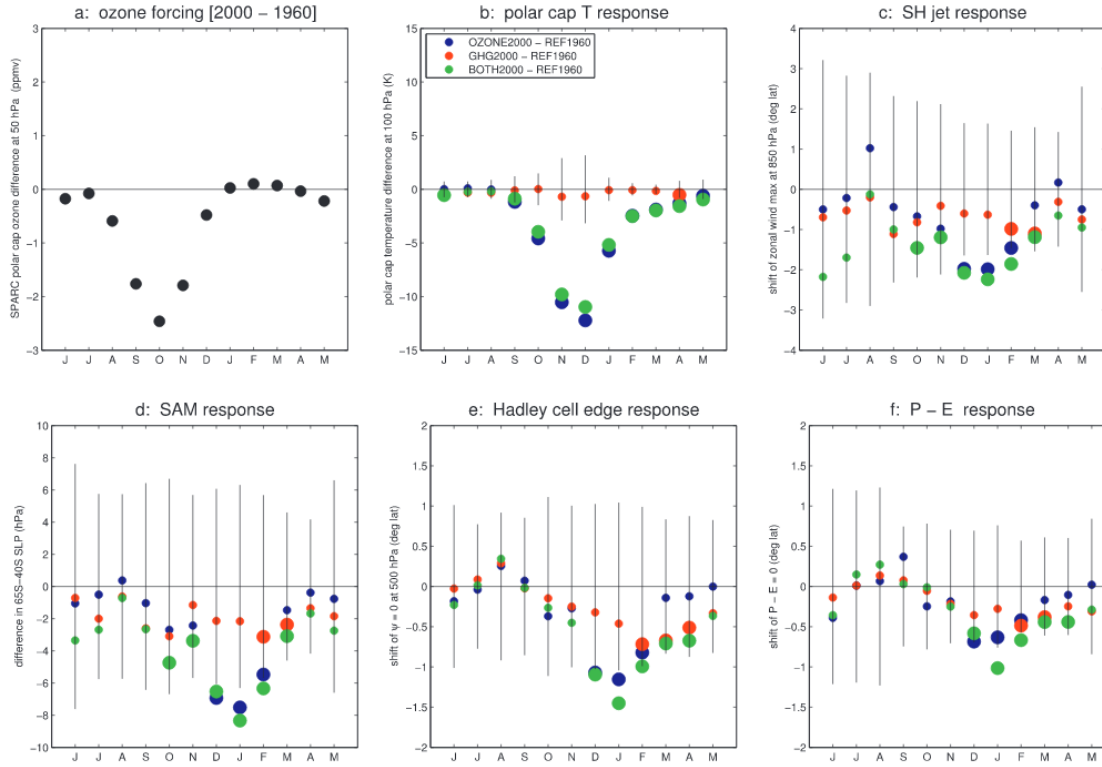 a: ozone forcing [2000 − 1960]
SPARC polar cap ozone difference at 50 hPa (ppmv)
3
2
1
0
−1
−2
−3
J J A S O N D J F M A M
b: polar cap T response
OZONE2000 − REF1960
GHG2000 − REF1960
BOTH2000 − REF1960
polar cap temperature difference at 100 hPa (K)
15
10
5
0
−5
−10
−15
J J A S O N D J F M A M
c: SH jet response
shift of zonal wind max at 850 hPa (deg lat)
4
3
2
1
0
−1
−2
−3
−4
J J A S O N D J F M A M
d: SAM response
difference in 65S−40S SLP (hPa)
10
8
6
4
2
0
−2
−4
−6
−8
−10
J J A S O N D J F M A M
e: Hadley cell edge response
shift of ψ = 0 at 500 hPa (deg lat)
2
1.5
1
0.5
0
−0.5
−1
−1.5
−2
J J A S O N D J F M A M
f: P − E response
shift of P − E = 0 (deg lat)
2
1.5
1
0.5
0
−0.5
−1
−1.5
−2
J J A S O N D J F M A M